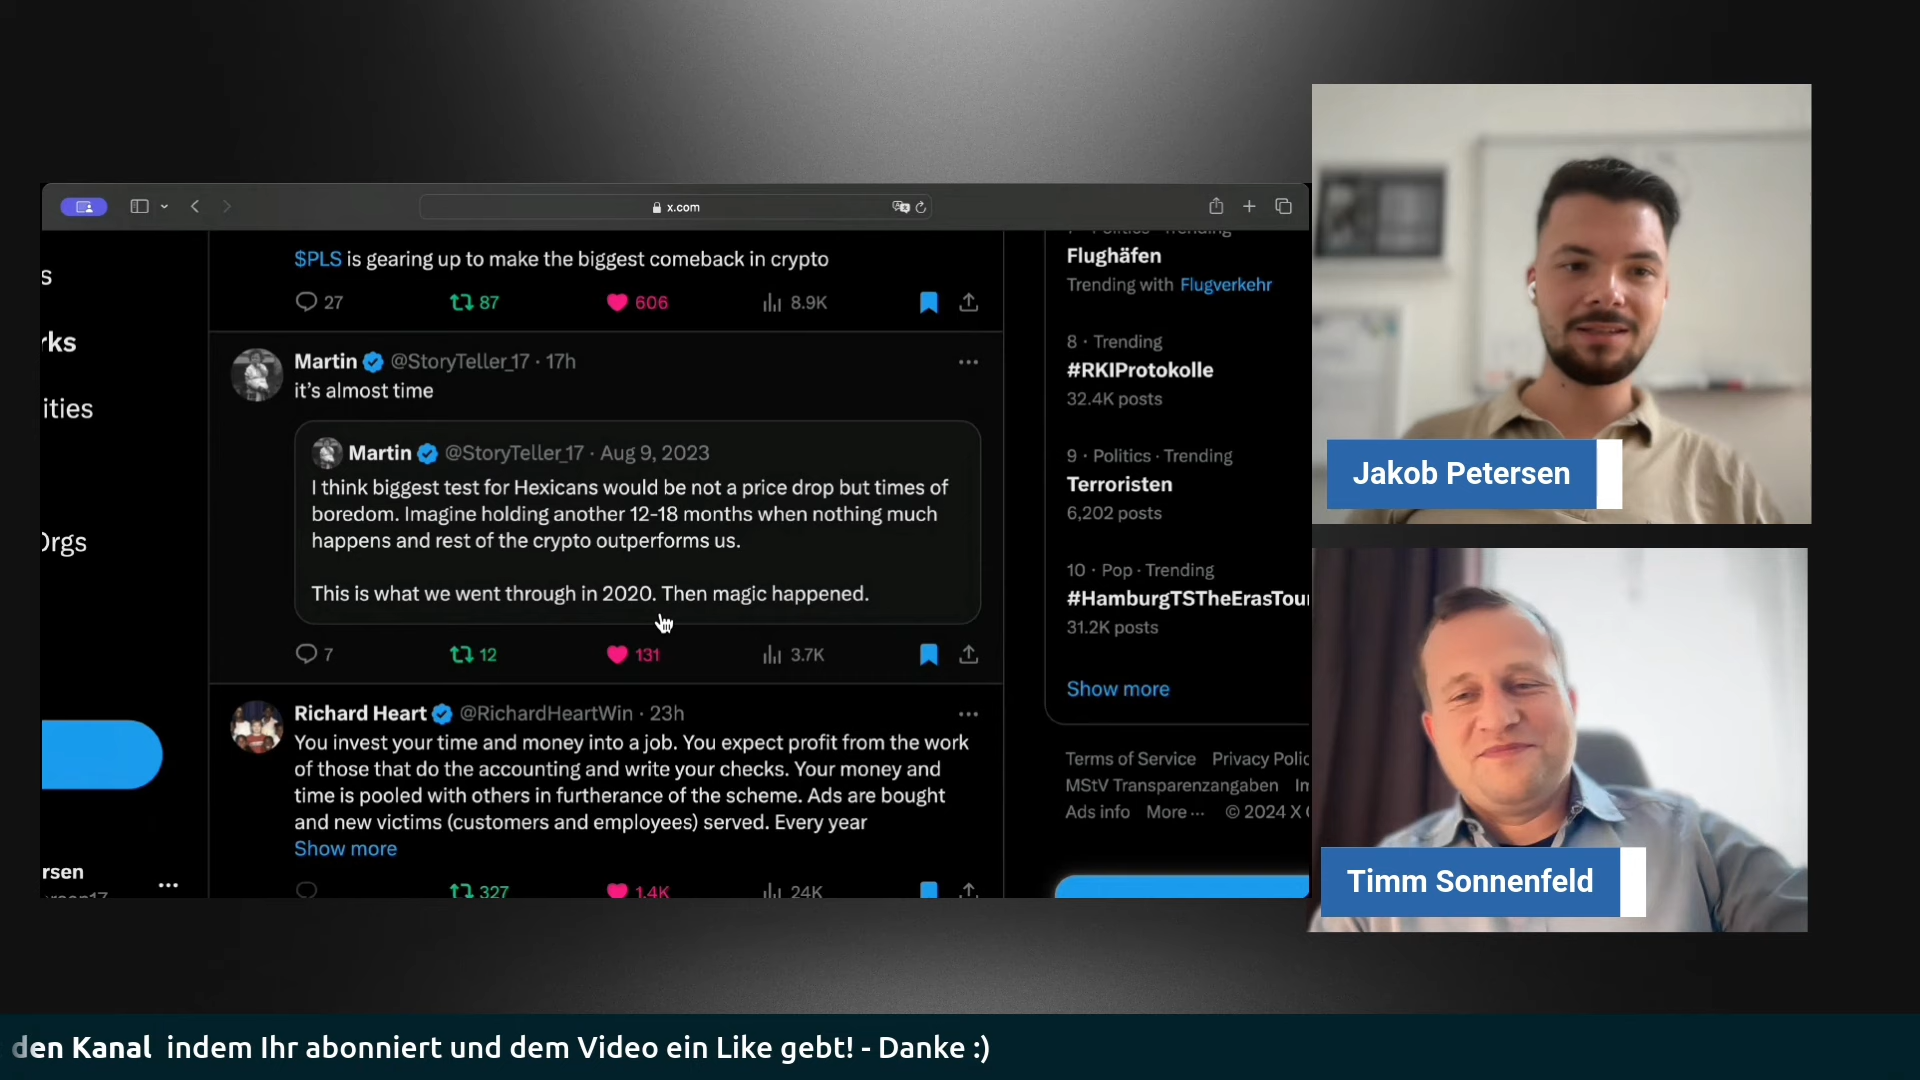 x.com
$PLS is gearing up to make the biggest comeback in crypto
27 87 606 8.9K
Martin @StoryTeller_17 · 17h
it's almost time
Martin @StoryTeller_17 · Aug 9, 2023
I think biggest test for Hexicans would be not a price drop but times of
boredom. Imagine holding another 12-18 months when nothing much
happens and rest of the crypto outperforms us.
This is what we went through in 2020. Then magic happened.
7 12 131 3.7K
Richard Heart @RichardHeartWin · 23h
You invest your time and money into a job. You expect profit from the work
of those that do the accounting and write your checks. Your money and
time is pooled with others in furtherance of the scheme. Ads are bought
and new victims (customers and employees) served. Every year
Show more
327 1.4K 24K
s
rks
ities
Orgs
rsen
Flughäfen
Trending with Flugverkehr
8 · Trending
#RKIProtokolle
32.4K posts
9 · Politics · Trending
Terroristen
6,202 posts
10 · Pop · Trending
#HamburgTSTheErasTour
31.2K posts
Show more
Terms of Service Privacy Polic
MStV Transparenzangaben Im
Ads info More ··· © 2024 X
Jakob Petersen
Timm Sonnenfeld
den Kanal indem Ihr abonniert und dem Video ein Like gebt! - Danke :)